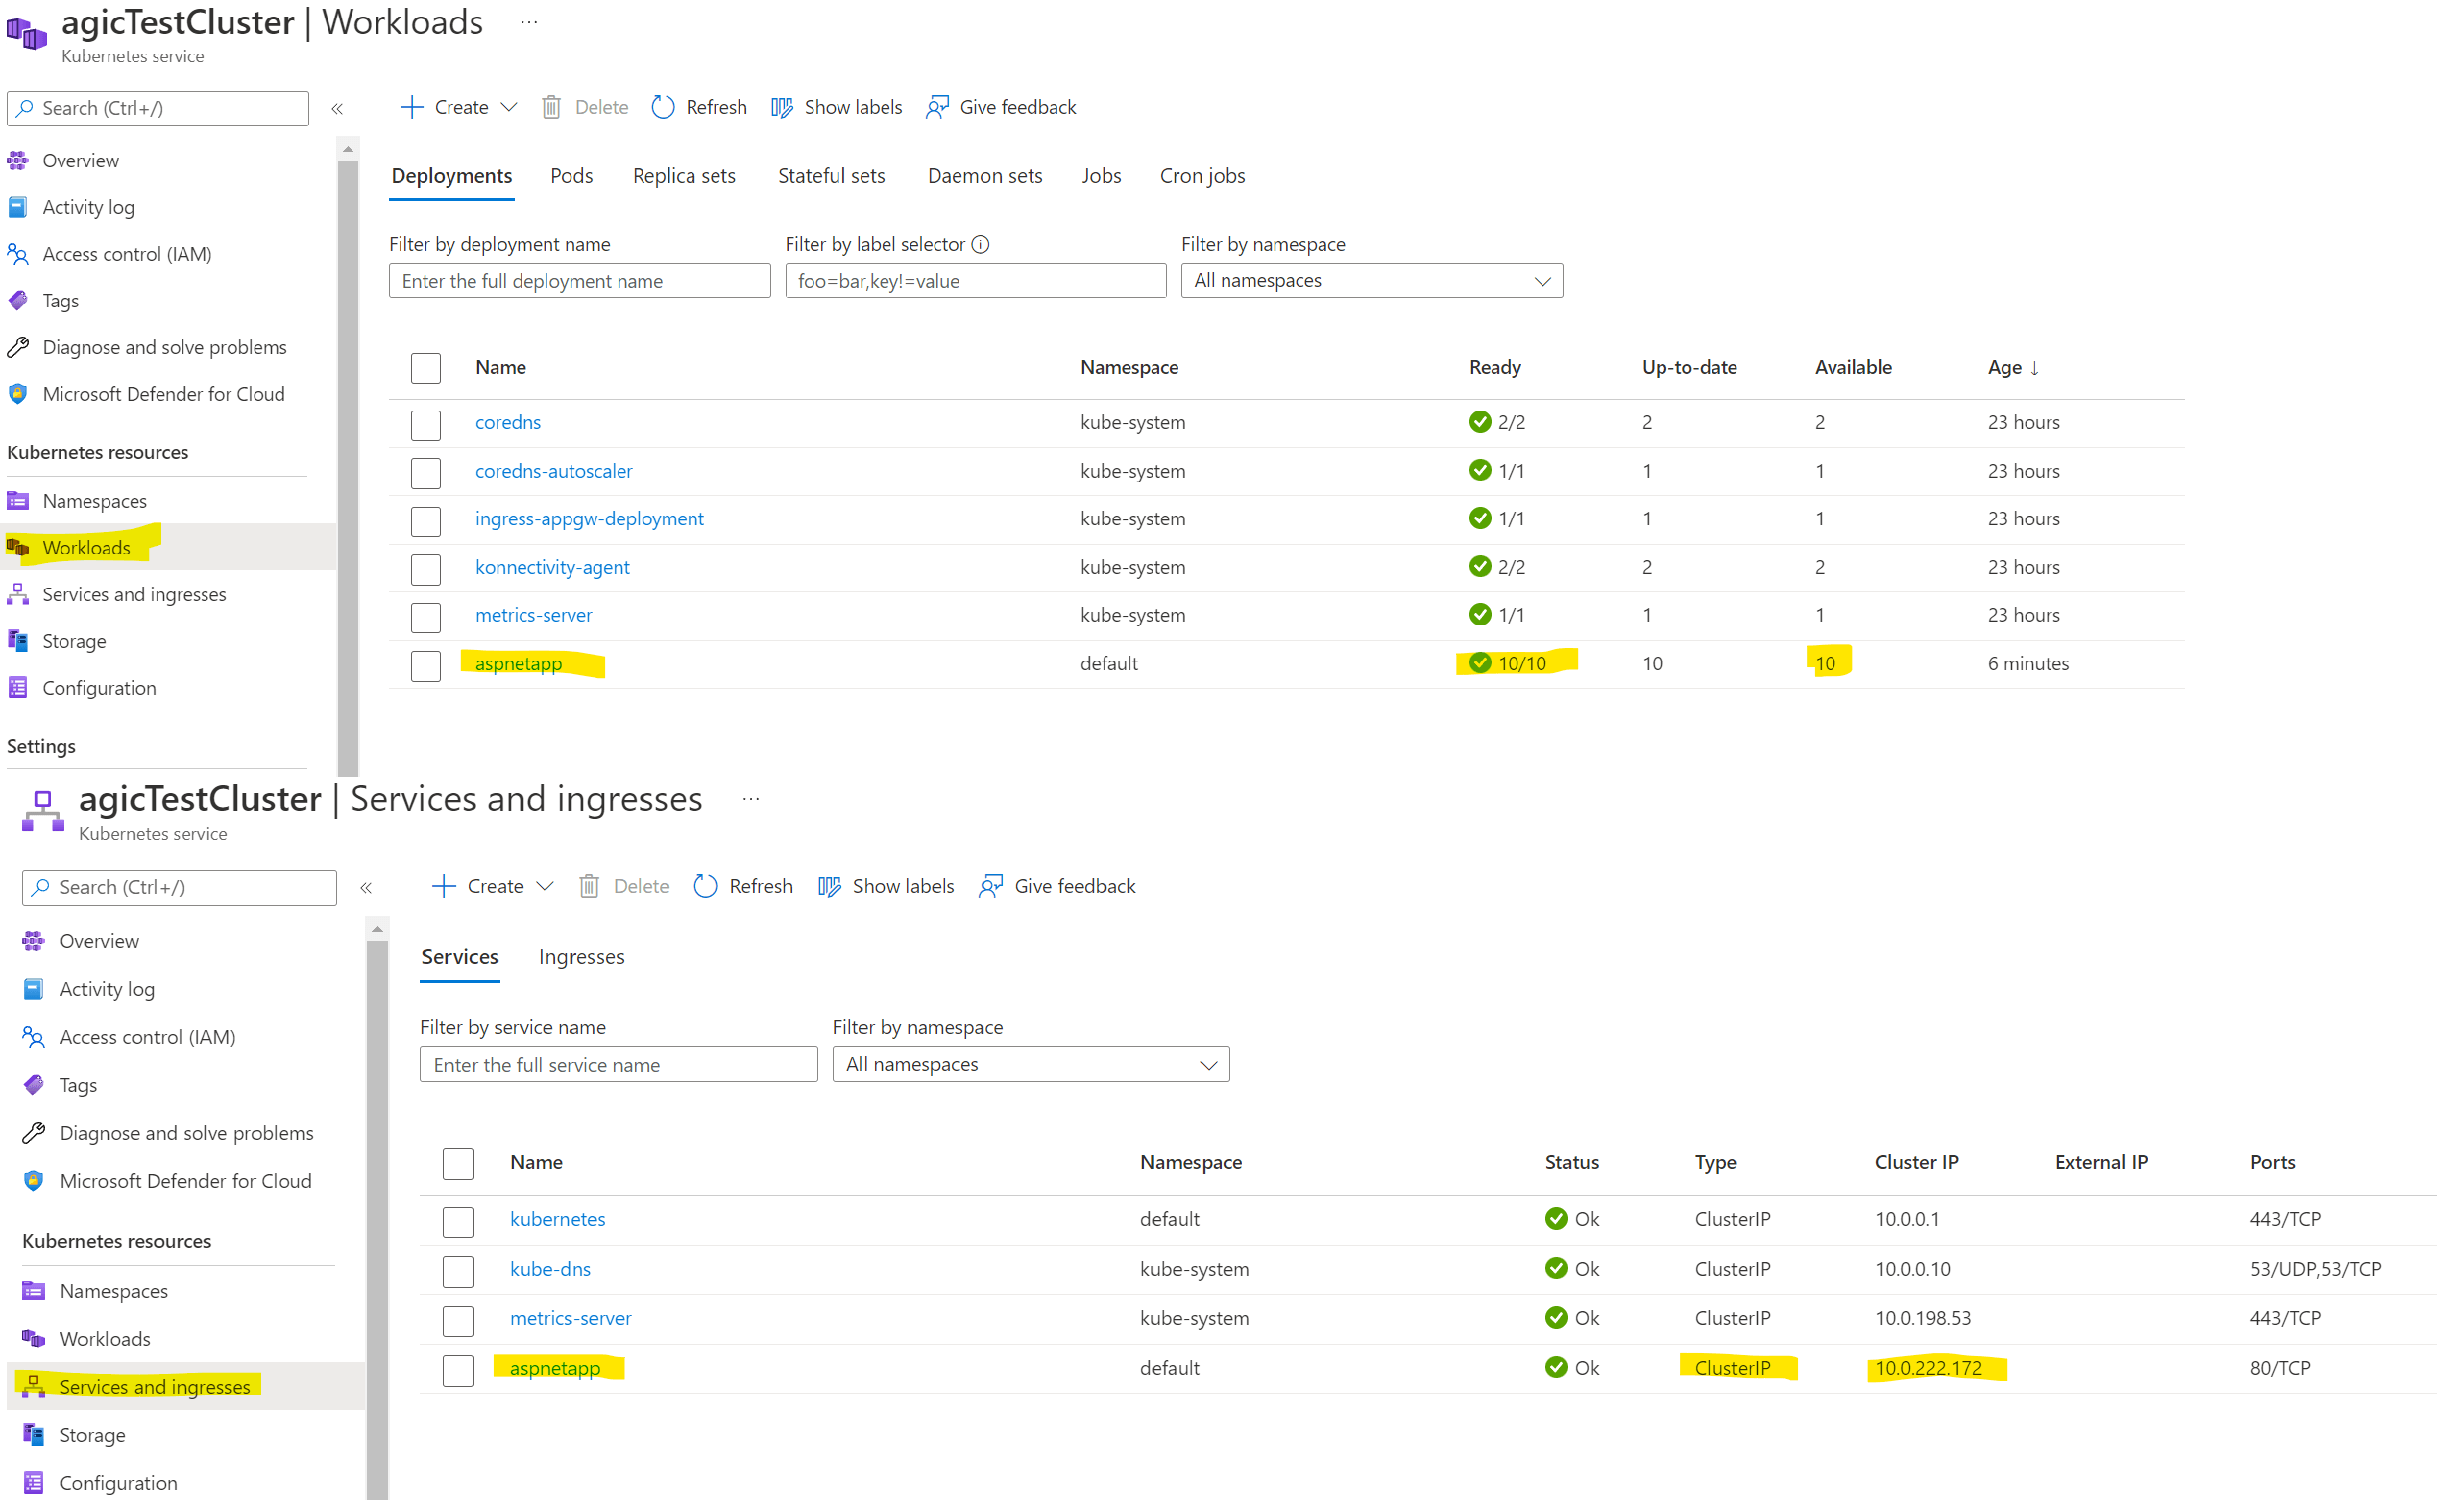 agicTestCluster | Workloads ...
Kubernetes service
Search (Ctrl+/) «
Create Delete Refresh Show labels Give feedback
Overview
Activity log
Access control (IAM)
Tags
Diagnose and solve problems
Microsoft Defender for Cloud
Kubernetes resources
Namespaces
Workloads
Services and ingresses
Storage
Configuration
Settings
Deployments Pods Replica sets Stateful sets Daemon sets Jobs Cron jobs
Filter by deployment name Filter by label selector Filter by namespace
Enter the full deployment name foo=bar,key!=value All namespaces
Name Namespace Ready Up-to-date Available Age ↓
coredns kube-system 2/2 2 2 23 hours
coredns-autoscaler kube-system 1/1 1 1 23 hours
ingress-appgw-deployment kube-system 1/1 1 1 23 hours
konnectivity-agent kube-system 2/2 2 2 23 hours
metrics-server kube-system 1/1 1 1 23 hours
aspnetapp default 10/10 10 10 6 minutes
agicTestCluster | Services and ingresses ...
Kubernetes service
Search (Ctrl+/) «
Create Delete Refresh Show labels Give feedback
Overview
Activity log
Access control (IAM)
Tags
Diagnose and solve problems
Microsoft Defender for Cloud
Kubernetes resources
Namespaces
Workloads
Services and ingresses
Storage
Configuration
Services Ingresses
Filter by service name Filter by namespace
Enter the full service name All namespaces
Name Namespace Status Type Cluster IP External IP Ports
kubernetes default Ok ClusterIP 10.0.0.1 443/TCP
kube-dns kube-system Ok ClusterIP 10.0.0.10 53/UDP,53/TCP
metrics-server kube-system Ok ClusterIP 10.0.198.53 443/TCP
aspnetapp default Ok ClusterIP 10.0.222.172 80/TCP